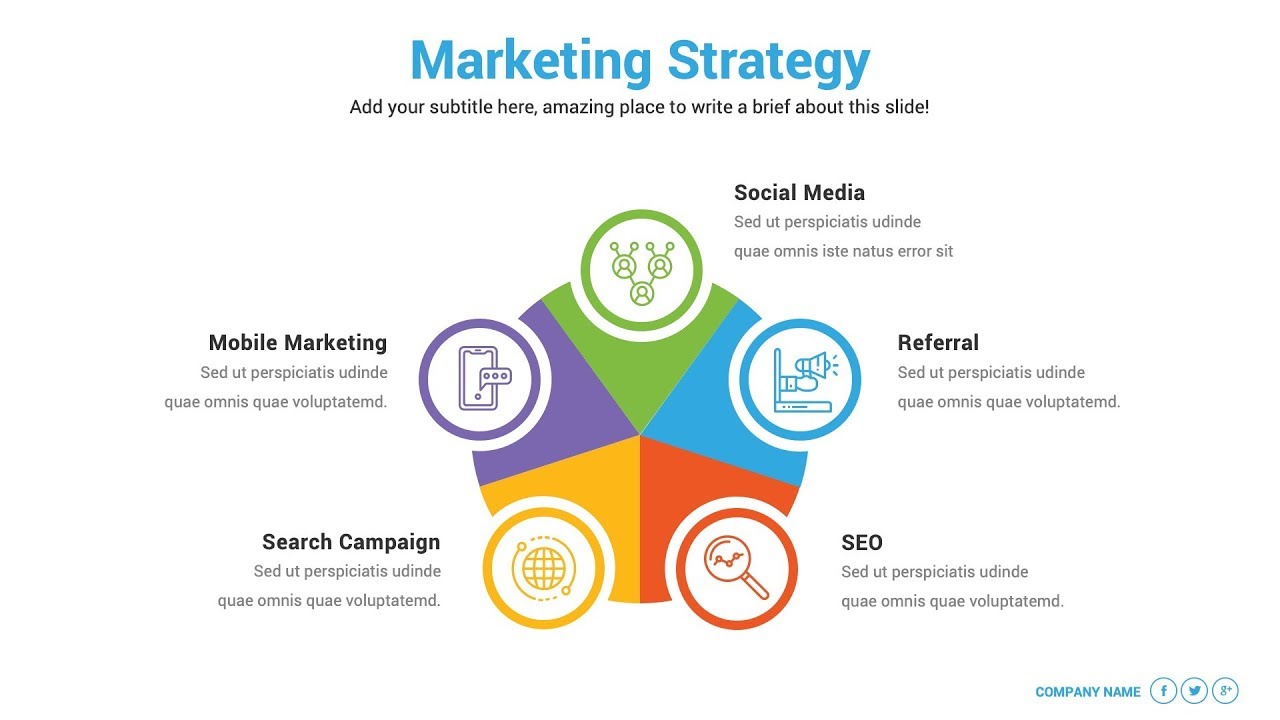 Marketing Strategy
Add your subtitle here, amazing place to write a brief about this slide!
Social Media
Sed ut perspiciatis udinde
quae omnis iste natus error sit
Mobile Marketing
Sed ut perspiciatis udinde
quae omnis quae voluptatemd.
Referral
Sed ut perspiciatis udinde
quae omnis quae voluptatemd.
Search Campaign
Sed ut perspiciatis udinde
quae omnis quae voluptatemd.
SEO
Sed ut perspiciatis udinde
quae omnis quae voluptatemd.
COMPANY NAME f g+